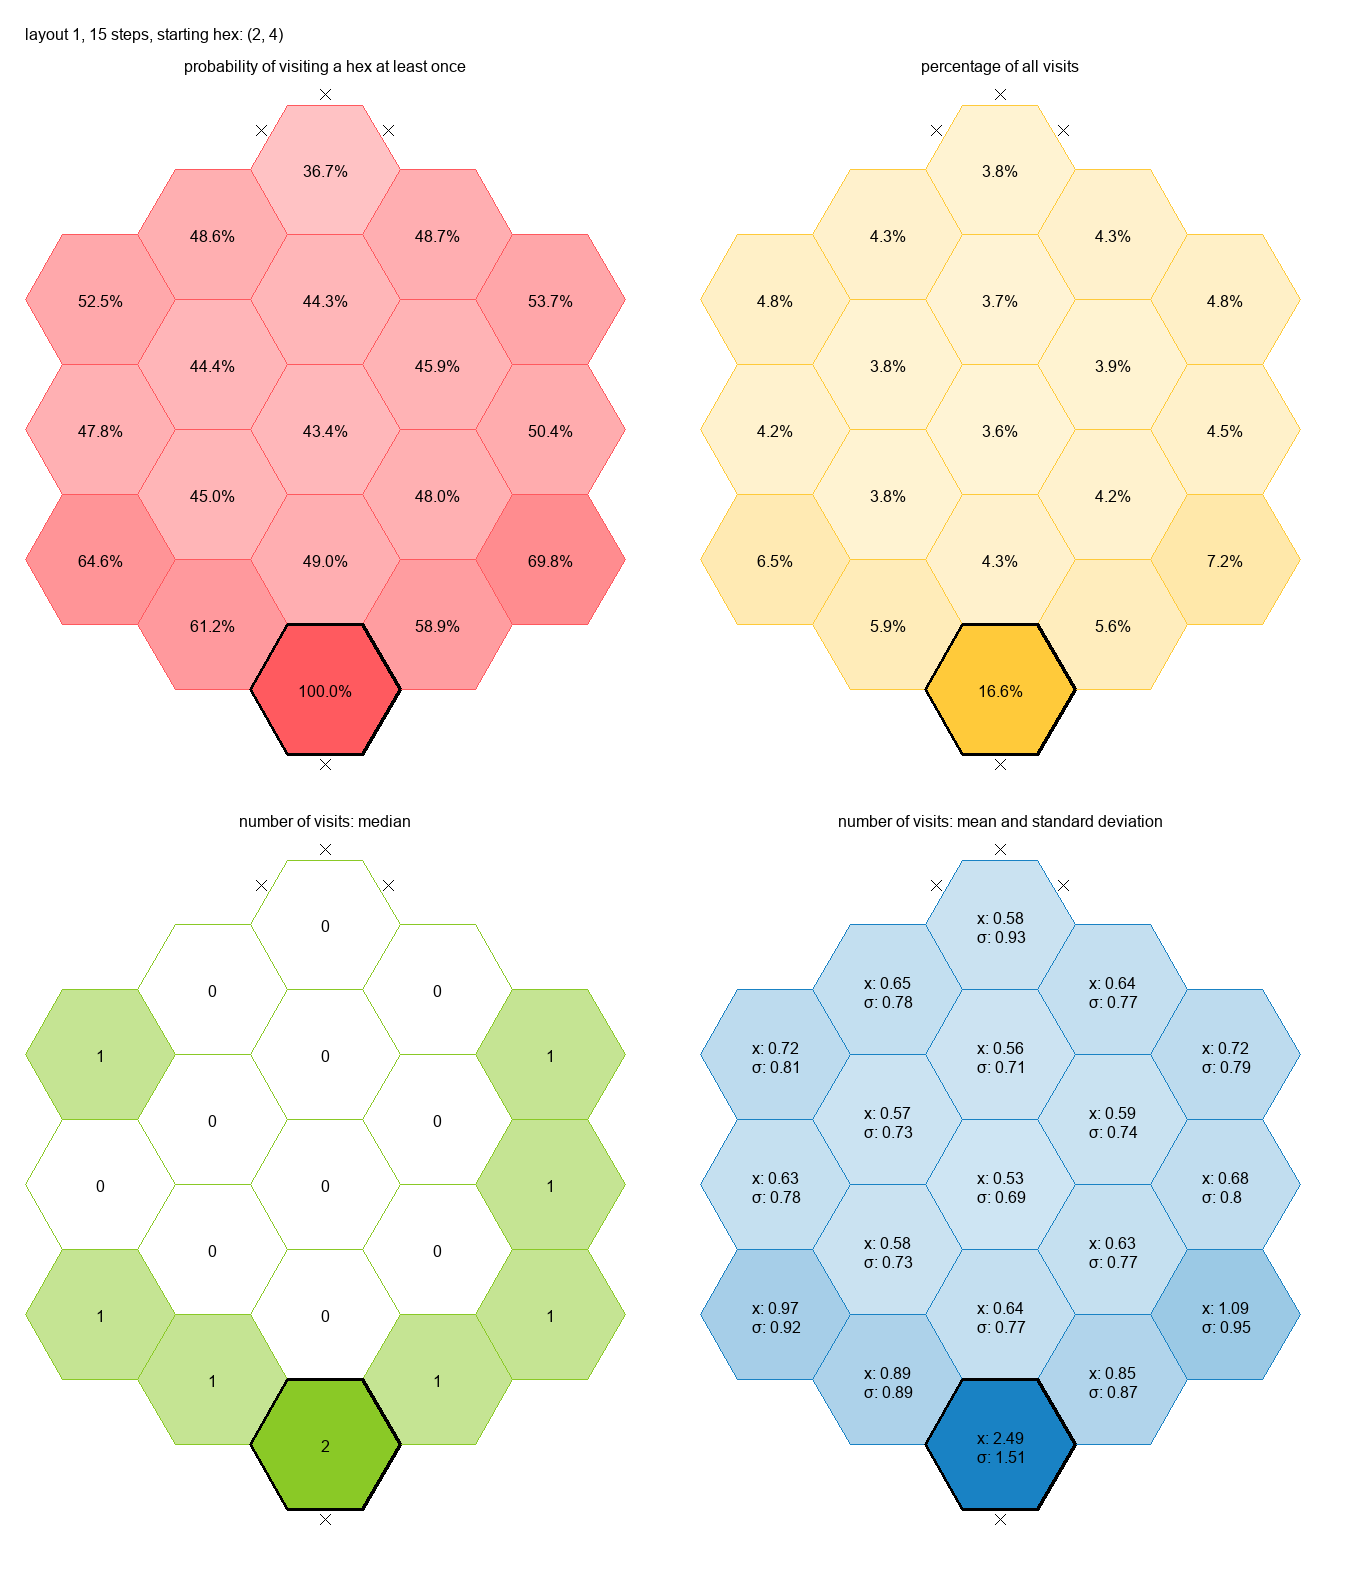 layout 1, 15 steps, starting hex: (2, 4)
probability of visiting a hex at least once
36.7%
48.6% 48.7%
52.5% 44.3% 53.7%
44.4% 45.9%
47.8% 43.4% 50.4%
45.0% 48.0%
64.6% 49.0% 69.8%
61.2% 58.9%
100.0%
percentage of all visits
3.8%
4.3% 4.3%
4.8% 3.7% 4.8%
3.8% 3.9%
4.2% 3.6% 4.5%
3.8% 4.2%
6.5% 4.3% 7.2%
5.9% 5.6%
16.6%
number of visits: median
0
0 0
1 0 1
0 0
0 0 1
0 0
1 0 1
1 1
2
number of visits: mean and standard deviation
x: 0.58
σ: 0.93
x: 0.65 x: 0.64
σ: 0.78 σ: 0.77
x: 0.72 x: 0.56 x: 0.72
σ: 0.81 σ: 0.71 σ: 0.79
x: 0.57 x: 0.59
σ: 0.73 σ: 0.74
x: 0.63 x: 0.53 x: 0.68
σ: 0.78 σ: 0.69 σ: 0.8
x: 0.58 x: 0.63
σ: 0.73 σ: 0.77
x: 0.97 x: 0.64 x: 1.09
σ: 0.92 σ: 0.77 σ: 0.95
x: 0.89 x: 0.85
σ: 0.89 σ: 0.87
x: 2.49
σ: 1.51